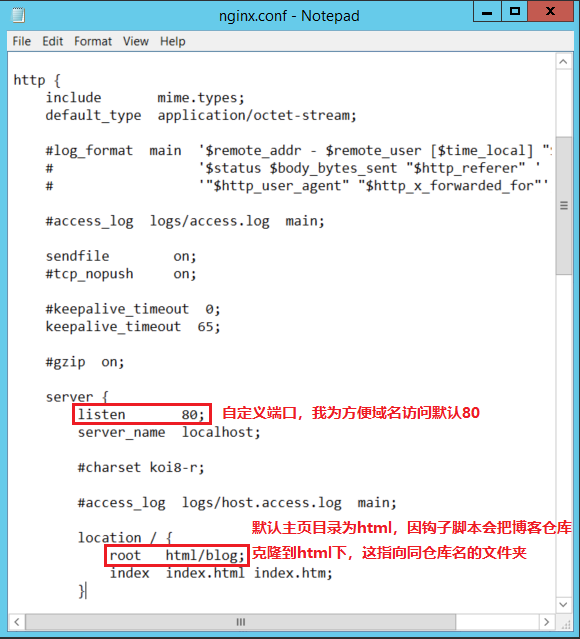 nginx.conf - Notepad
File Edit Format View Help
http {
    include       mime.types;
    default_type  application/octet-stream;
    #log_format  main  '$remote_addr - $remote_user [$time_local] "$
    #                  '$status $body_bytes_sent "$http_referer" '
    #                  '"$http_user_agent" "$http_x_forwarded_for"'
    #access_log  logs/access.log  main;
    sendfile        on;
    #tcp_nopush     on;
    #keepalive_timeout  0;
    keepalive_timeout  65;
    #gzip  on;
    server {
        listen       80; 自定义端口，我为方便域名访问默认80
        server_name  localhost;
        #charset koi8-r;
        #access_log  logs/host.access.log  main;
默认主页目录为html，因钩子脚本会把博客仓库
        location / {
            root   html/blog; 克隆到html下，这指向同仓库名的文件夹
            index  index.html index.htm;
        }